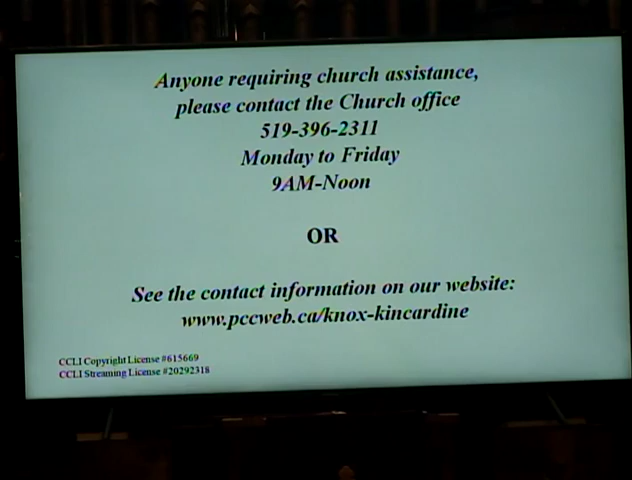 Anyone requiring church assistance,
please contact the Church office
519-396-2311
Monday to Friday
9AM-Noon
OR
See the contact information on our website:
www.pccweb.ca/knox-kincardine
CCLI Copyright License #615669
CCLI Streaming License #20292318